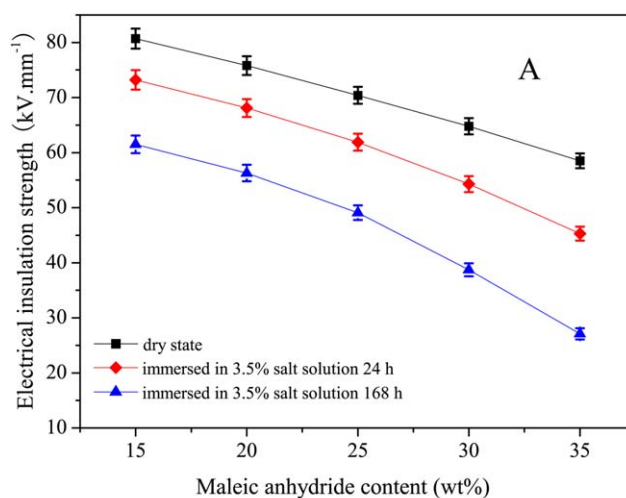 A
Electrical insulation strength (kV.mm-1)
80
70
60
50
40
30
20
10
dry state
immersed in 3.5% salt solution 24 h
immersed in 3.5% salt solution 168 h
15 20 25 30 35
Maleic anhydride content (wt%)